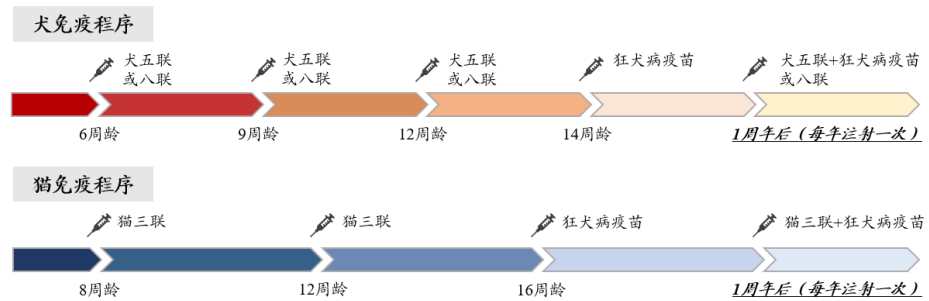 犬免疫程序
犬五联
或八联
犬五联
或八联
犬五联
或八联
狂犬病疫苗
犬五联+狂犬病疫苗
或八联
6周龄
9周龄
12周龄
14周龄
1周年后（每年注射一次）
猫免疫程序
猫三联
猫三联
狂犬病疫苗
猫三联+狂犬病疫苗
8周龄
12周龄
16周龄
1周年后（每年注射一次）